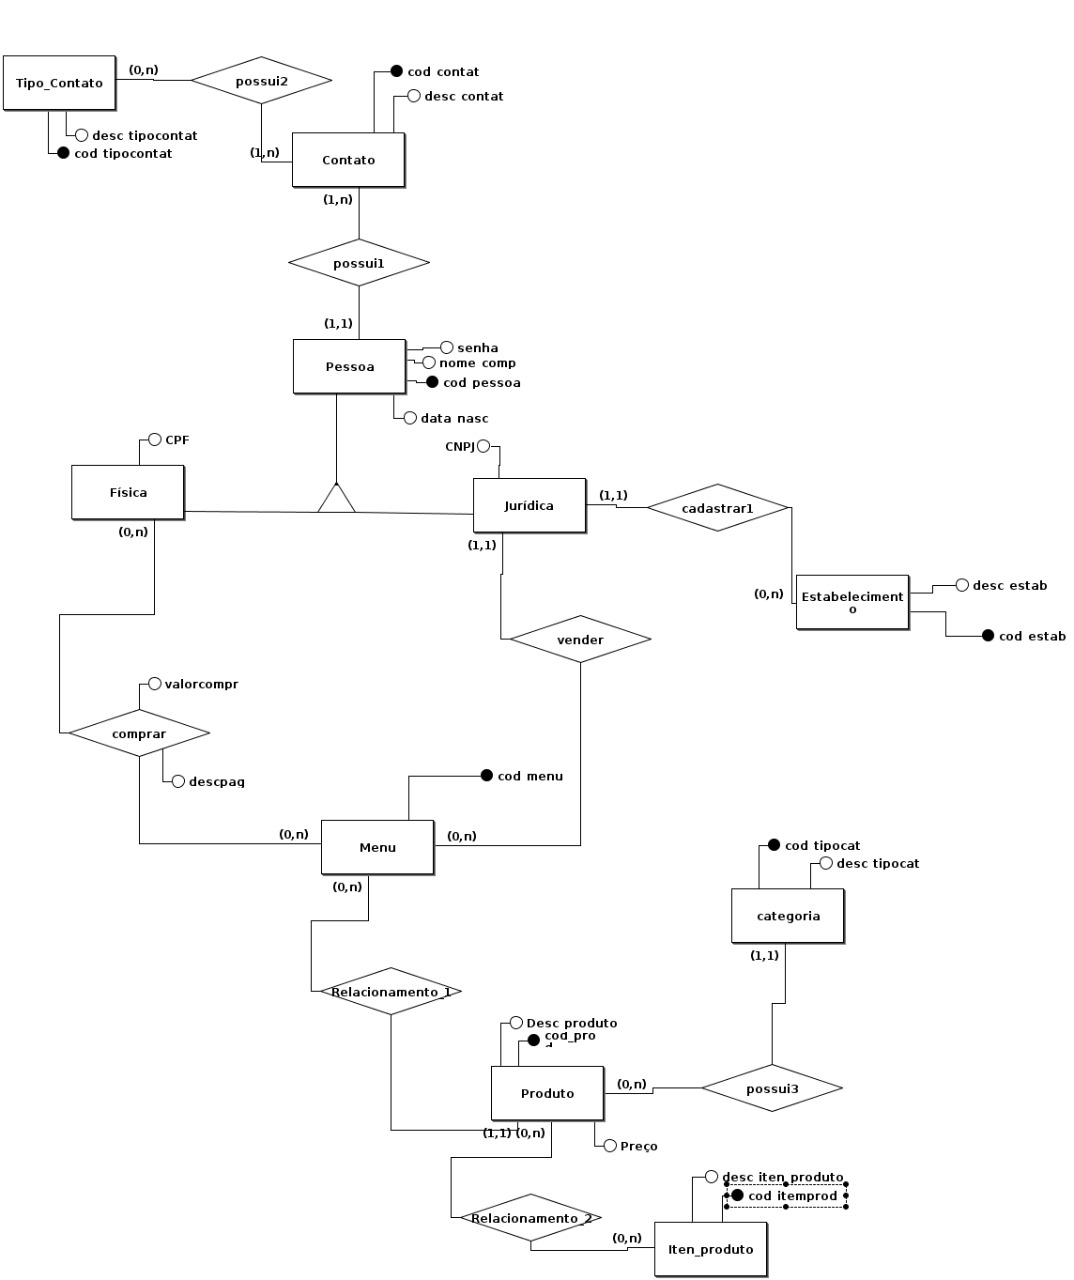 (0,n)
Tipo_Contato
possui2
cod contat
desc contat
desc tipocontat
cod tipocontat
(1,n)
Contato
(1,n)
possui1
(1,1)
senha
nome comp
Pessoa
cod pessoa
data nasc
CPF
CNPJ
Física
(1,1)
Jurídica
cadastrar1
(0,n)
(1,1)
desc estab
(0,n)
Estabeleciment
o
cod estab
vender
valorcompr
comprar
descpag
cod menu
(0,n)
(0,n)
Menu
cod tipocat
desc tipocat
(0,n)
categoria
(1,1)
Relacionamento_1
Desc produto
cod_pro
(0,n)
possui3
Produto
(1,1)
(0,n)
Preço
desc iten_produto
cod itemprod
Relacionamento_2
(0,n)
Iten_produto